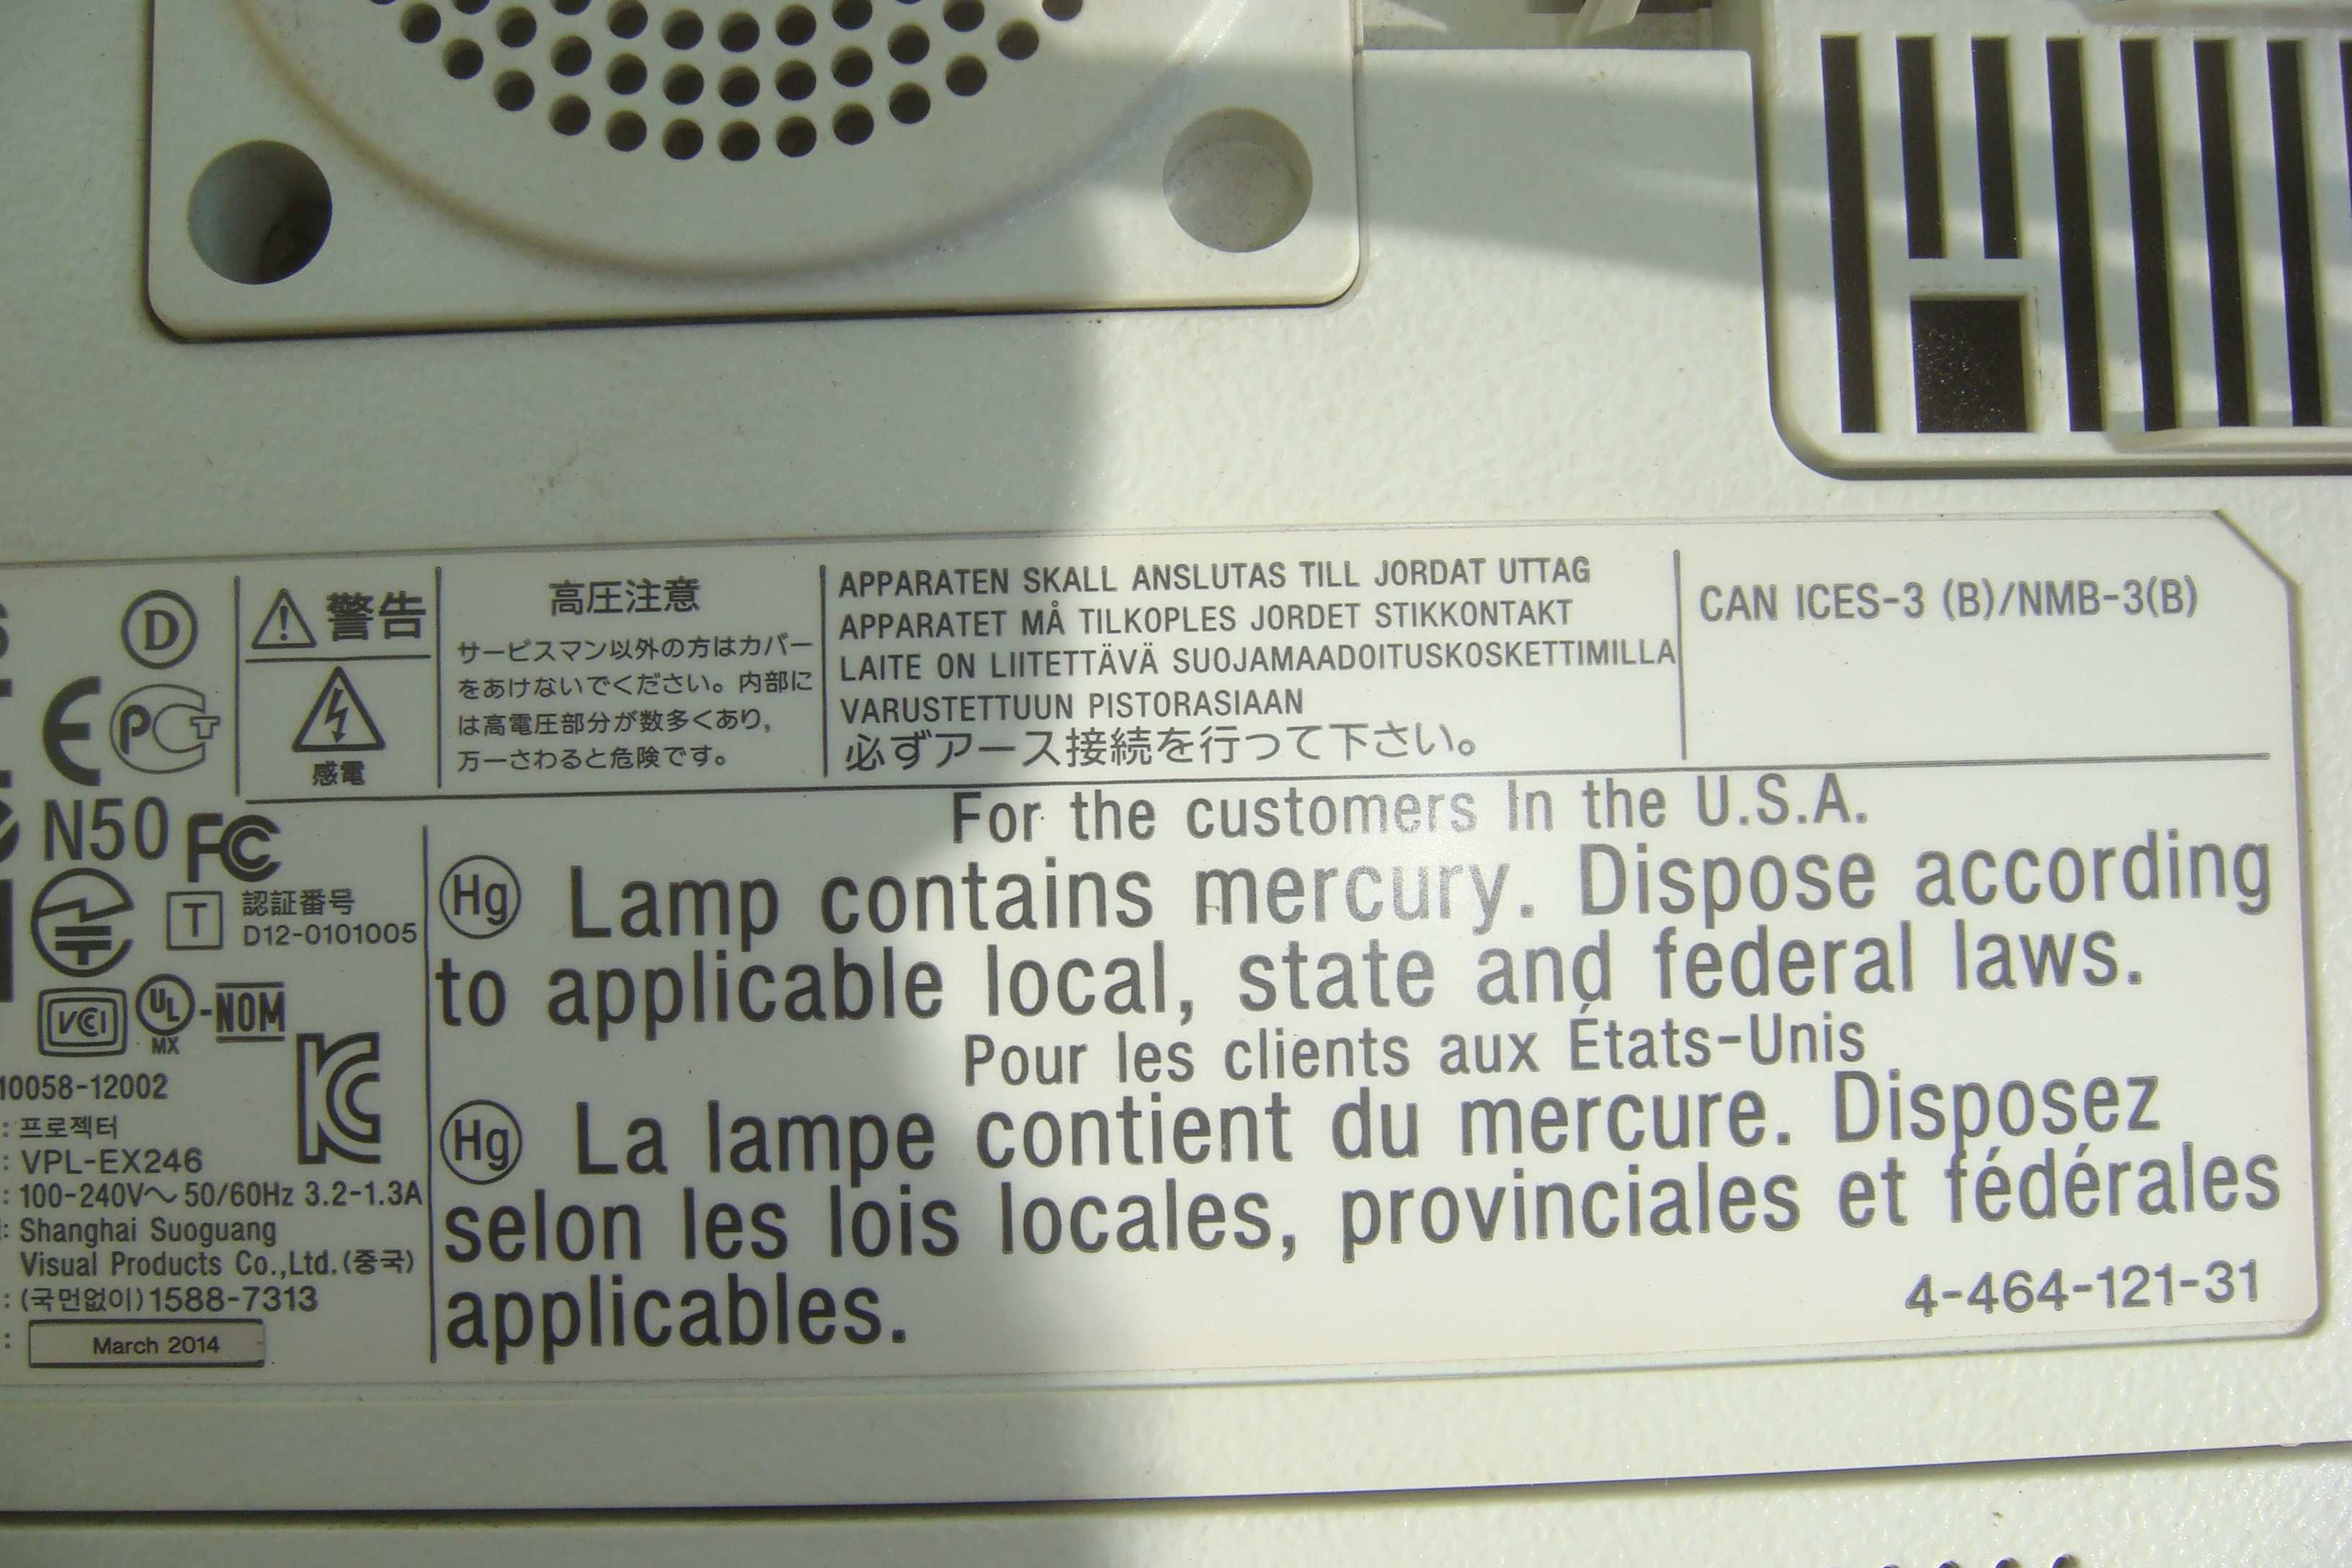 D
警告
感電
高圧注意
サービスマン以外の方はカバー
をあけないでください。内部に
は高電圧部分が数多くあり,
万一さわると危険です。
APPARATEN SKALL ANSLUTAS TILL JORDAT UTTAG
APPARATET MÅ TILKOPLES JORDET STIKKONTAKT
LAITE ON LIITETTÄVÄ SUOJAMAADOITUSKOSKETTIMILLA
VARUSTETTUUN PISTORASIAAN
必ずアース接続を行って下さい。
CAN ICES-3 (B)/NMB-3(B)
CE PCT
N50 FC
T 認証番号
D12-0101005
VCI UL-NOM
MX
10058-12002
: 프로젝터
: VPL-EX246
: 100-240V~ 50/60Hz 3.2-1.3A
: Shanghai Suoguang
Visual Products Co.,Ltd.(중국)
: (국먼없이)1588-7313
: March 2014
For the customers In the U.S.A.
Hg Lamp contains mercury. Dispose according
to applicable local, state and federal laws.
Pour les clients aux États-Unis
Hg La lampe contient du mercure. Disposez
selon les lois locales, provinciales et fédérales
applicables.
4-464-121-31